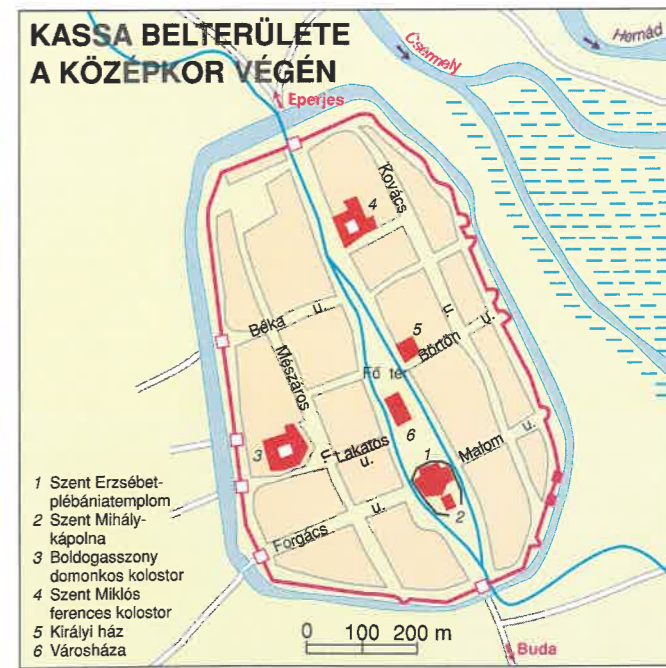 KASSA BELTERÜLETE
A KÖZÉPKOR VÉGÉN
Csermely
Hernád
Eperjes
Kovács
u.
4
Béka u.
Mészáros
u.
5
Börtön u.
Fő tér
6
Lakatos
u.
3
1
Malom u.
2
Forgács u.
1 Szent Erzsébet-
plébániatemplom
2 Szent Mihály-
kápolna
3 Boldogasszony
domonkos kolostor
4 Szent Miklós
ferences kolostor
5 Királyi ház
6 Városháza
0 100 200 m
Buda